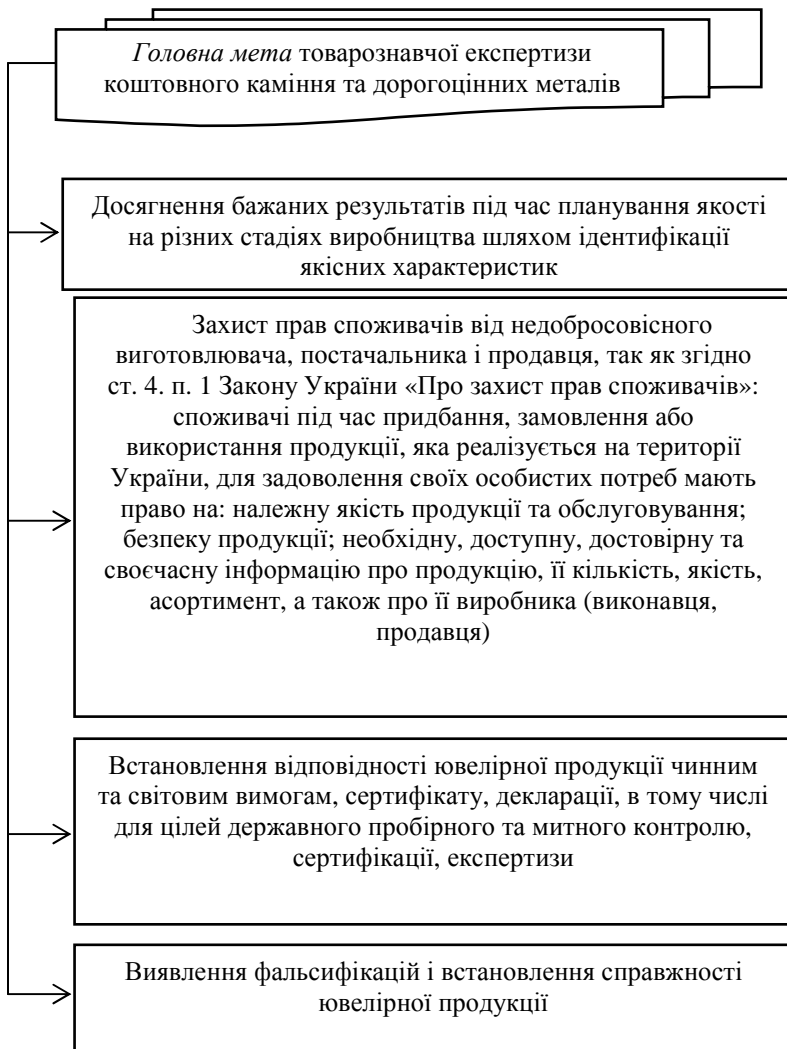 Головна мета товарознавчої експертизи
коштовного каміння та дорогоцінних металів
Досягнення бажаних результатів під час планування якості
на різних стадіях виробництва шляхом ідентифікації
якісних характеристик
Захист прав споживачів від недобросовісного
виготовлювача, постачальника і продавця, так як згідно
ст. 4. п. 1 Закону України «Про захист прав споживачів»:
споживачі під час придбання, замовлення або
використання продукції, яка реалізується на території
України, для задоволення своїх особистих потреб мають
право на: належну якість продукції та обслуговування;
безпеку продукції; необхідну, доступну, достовірну та
своєчасну інформацію про продукцію, її кількість, якість,
асортимент, а також про її виробника (виконавця,
продавця)
Встановлення відповідності ювелірної продукції чинним
та світовим вимогам, сертифікату, декларації, в тому числі
для цілей державного пробірного та митного контролю,
сертифікації, експертизи
Виявлення фальсифікацій і встановлення справжності
ювелірної продукції